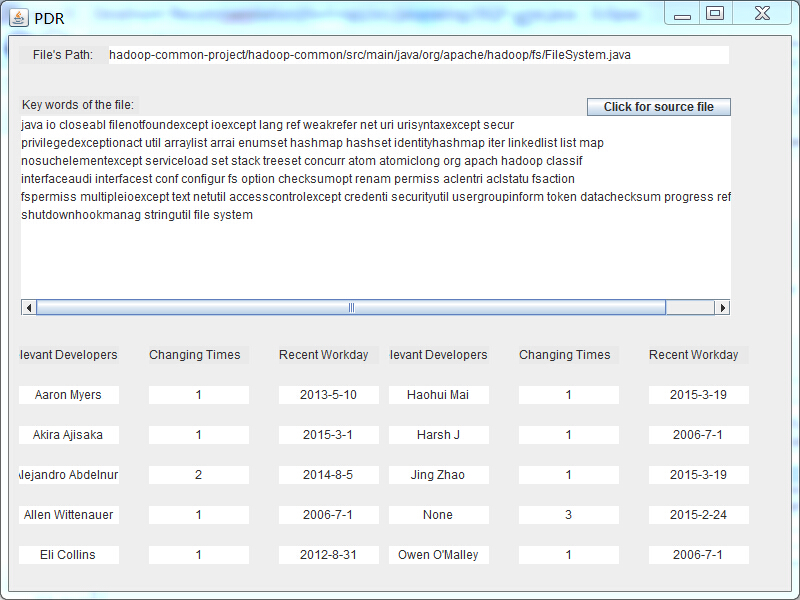 PDR
File's Path: hadoop-common-project/hadoop-common/src/main/java/org/apache/hadoop/fs/FileSystem.java
Key words of the file:
Click for source file
java io closeabl filenotfoundexcept ioexcept lang ref weakrefer net uri urisyntaxexcept secur
privilegedexceptionact util arraylist arrai enumset hashmap hashset identityhashmap iter linkedlist list map
nosuchelementexcept serviceload set stack treeset concurr atom atomiclong org apach hadoop classif
interfaceaudi interfacest conf configur fs option checksumopt renam permiss aclentri aclstatu fsaction
fspermiss multipleioexcept text netutil accesscontrolexcept credenti securityutil usergroupinform token datachecksum progress ref
shutdownhookmanag stringutil file system
levant Developers Changing Times Recent Workday levant Developers Changing Times Recent Workday
Aaron Myers 1 2013-5-10 Haohui Mai 1 2015-3-19
Akira Ajisaka 1 2015-3-1 Harsh J 1 2006-7-1
lejandro Abdelnur 2 2014-8-5 Jing Zhao 1 2015-3-19
Allen Wittenauer 1 2006-7-1 None 3 2015-2-24
Eli Collins 1 2012-8-31 Owen O'Malley 1 2006-7-1